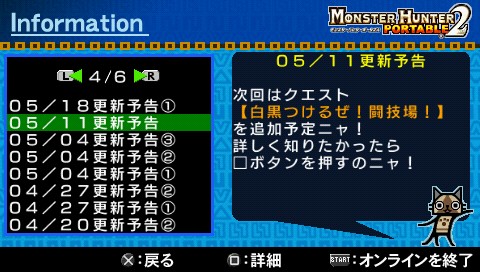 Information
MONSTER HUNTER
PORTABLE 2
L 4/6 R
05/18更新予告①
05/11更新予告
05/04更新予告③
05/04更新予告②
05/04更新予告①
04/27更新予告②
04/27更新予告①
04/20更新予告②
05/11更新予告
次回はクエスト
【白黒つけるぜ！闘技場！】
を追加予定ニャ！
詳しく知りたかったら
□ボタンを押すのニャ！
×:戻る
□:詳細
START:オンラインを終了